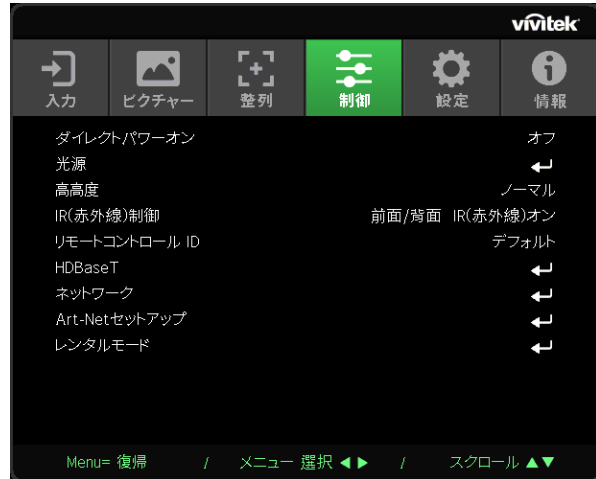 vivitek
入力 ピクチャー 整列 制御 設定 情報
ダイレクトパワーオン オフ
光源
高高度 ノーマル
IR(赤外線)制御 前面/背面 IR(赤外線)オン
リモートコントロール ID デフォルト
HDBaseT
ネットワーク
Art-Netセットアップ
レンタルモード
Menu= 復帰 / メニュー 選択 ◀ ▶ / スクロール ▲▼